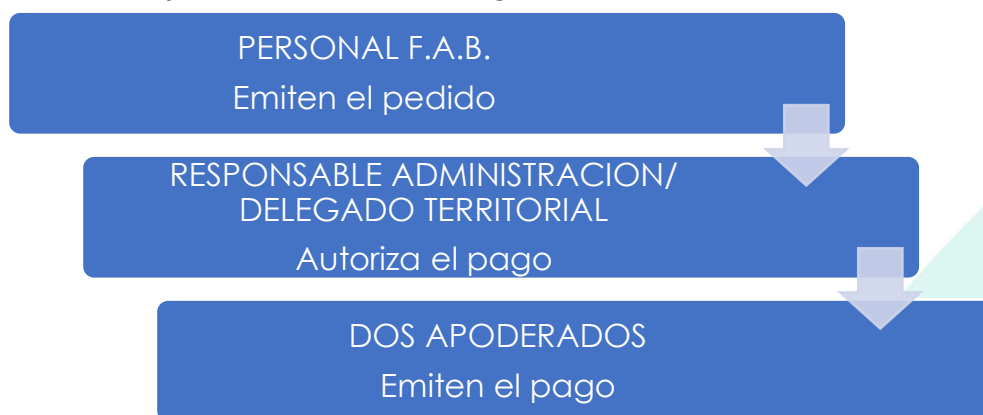 PERSONAL F.A.B.
Emiten el pedido
RESPONSABLE ADMINISTRACION/
DELEGADO TERRITORIAL
Autoriza el pago
DOS APODERADOS
Emiten el pago